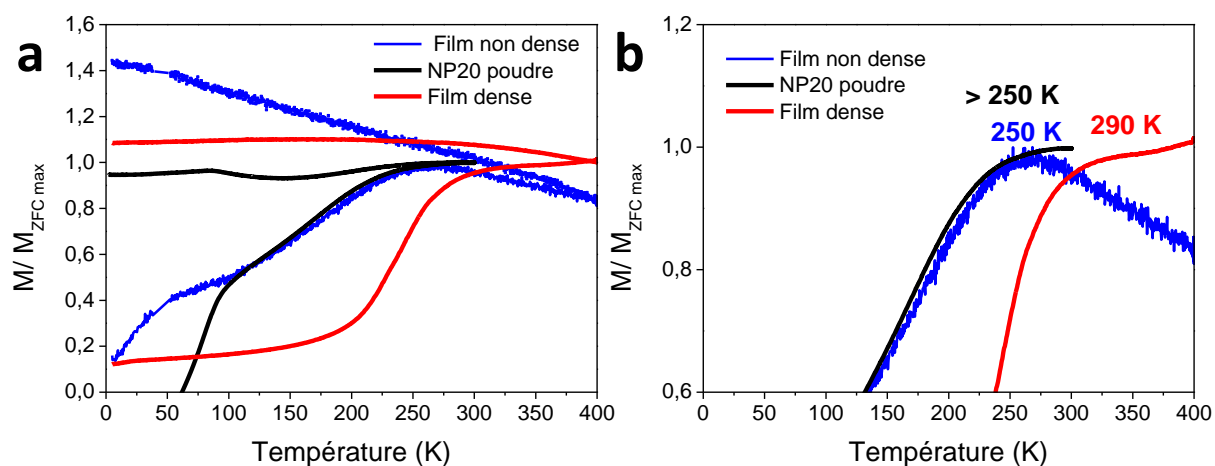 a
1,6
1,4
1,2
1,0
0,8
0,6
0,4
0,2
0,0
M/ M ZFC max
0 50 100 150 200 250 300 350 400
Température (K)
Film non dense
NP20 poudre
Film dense
b
1,2
1,0
0,8
0,6
M/ M ZFC max
0 50 100 150 200 250 300 350 400
Température (K)
Film non dense
NP20 poudre
Film dense
> 250 K
250 K
290 K